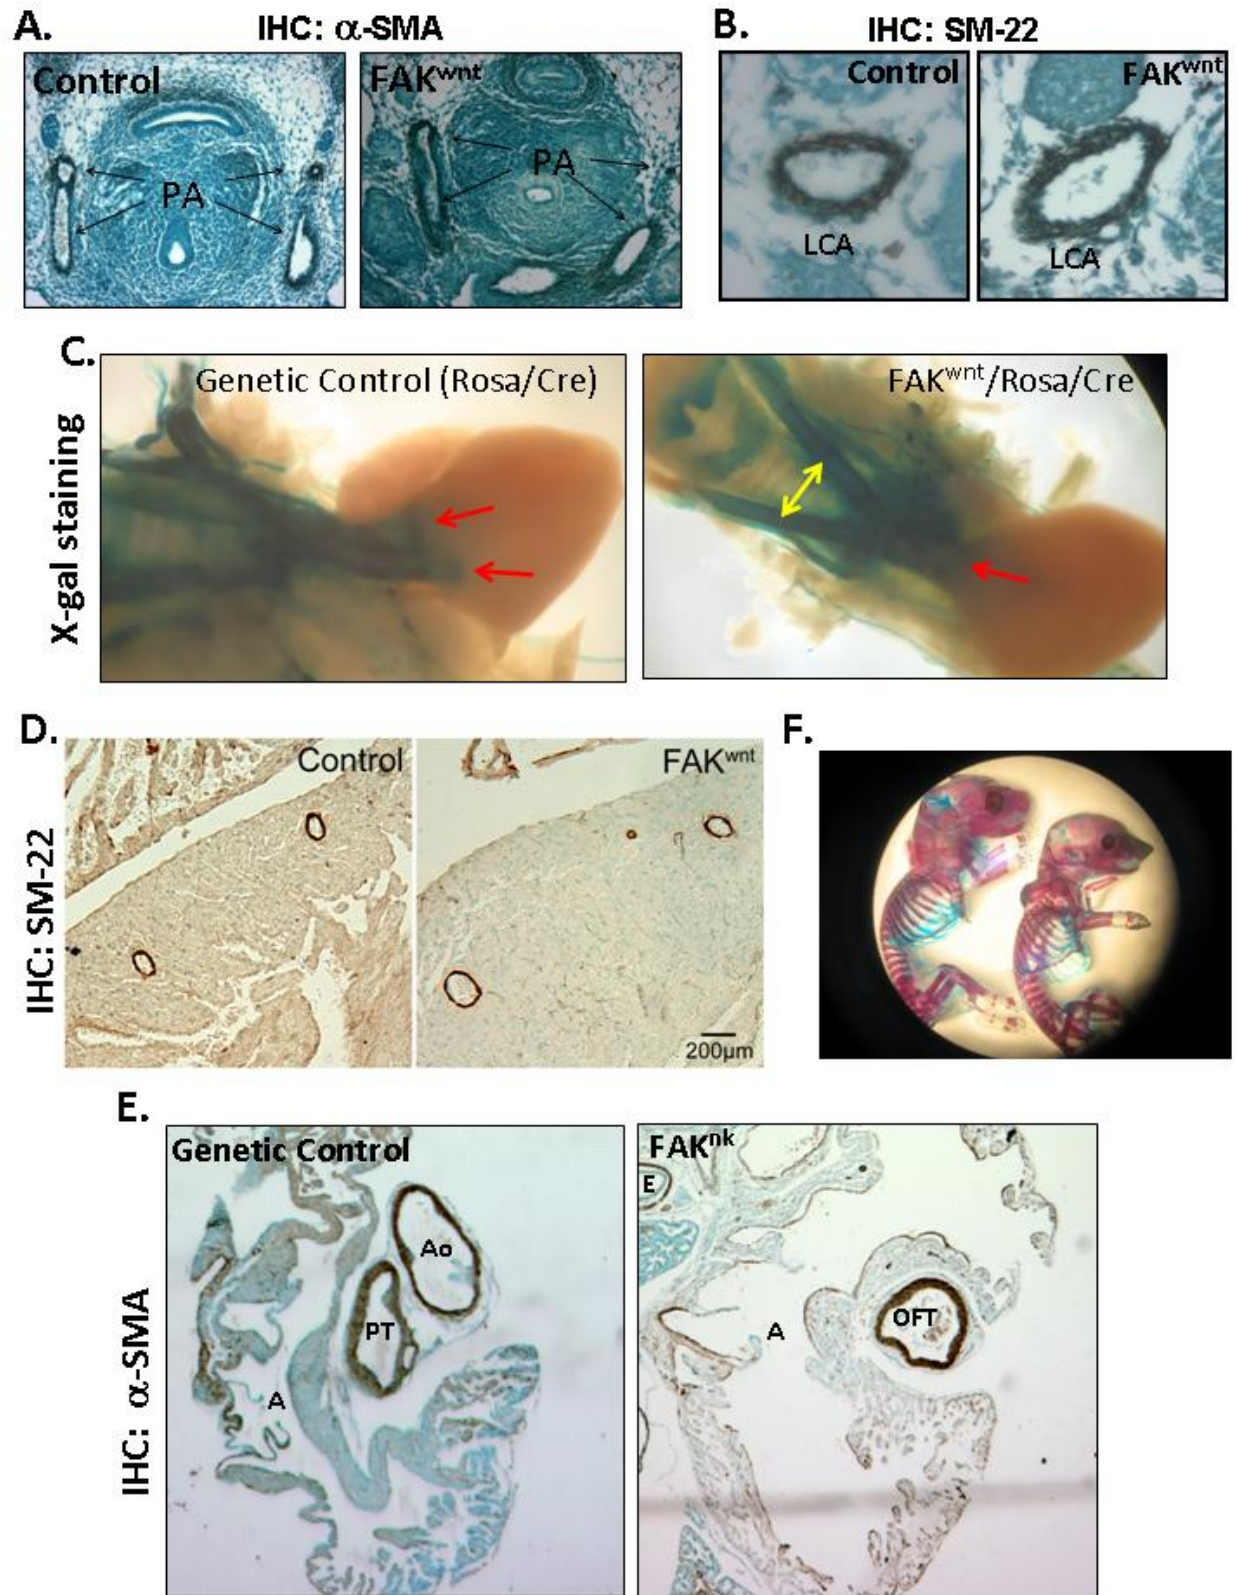 A.
IHC: α-SMA
Control
PA
FAKwnt
PA
B.
IHC: SM-22
Control
LCA
FAKwnt
LCA
C.
X-gal staining
Genetic Control (Rosa/Cre)
FAKwnt/Rosa/Cre
D.
IHC: SM-22
Control
FAKwnt
200µm
F.
E.
IHC: α-SMA
Genetic Control
Ao
PT
A
FAKnk
E
A
OFT